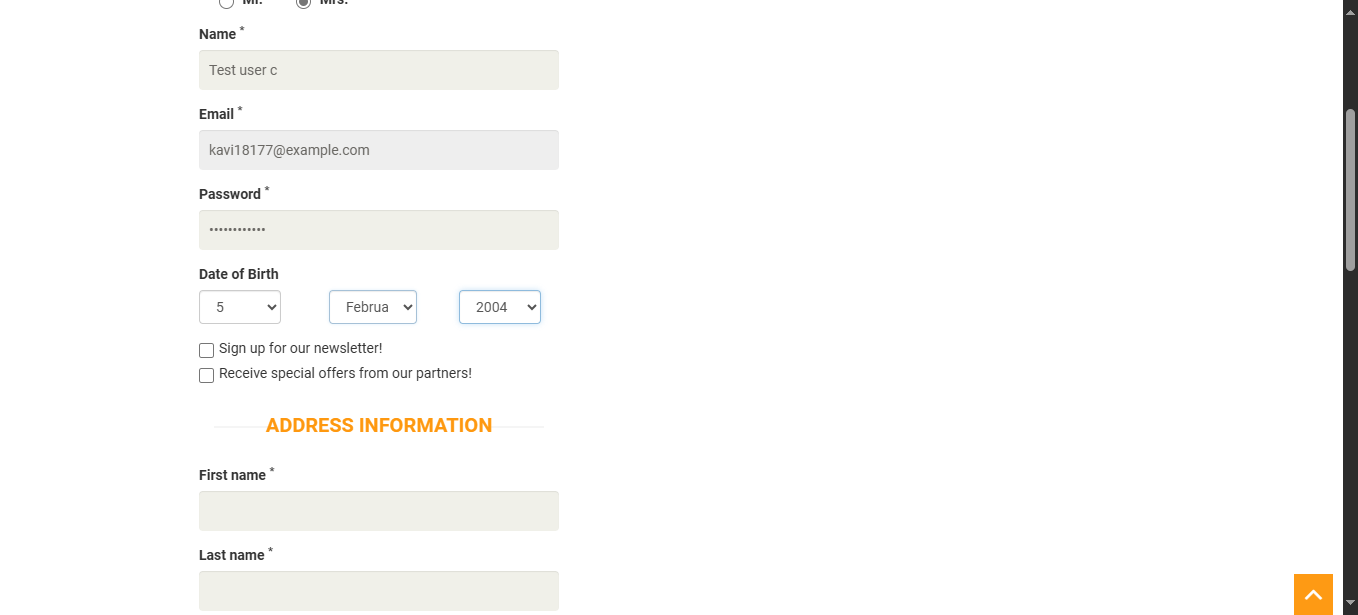 Mr. Mrs.
Name *
Test user c
Email *
kavi18177@example.com
Password *
••••••••••••
Date of Birth
5 Februa 2004
Sign up for our newsletter!
Receive special offers from our partners!
ADDRESS INFORMATION
First name *
Last name *